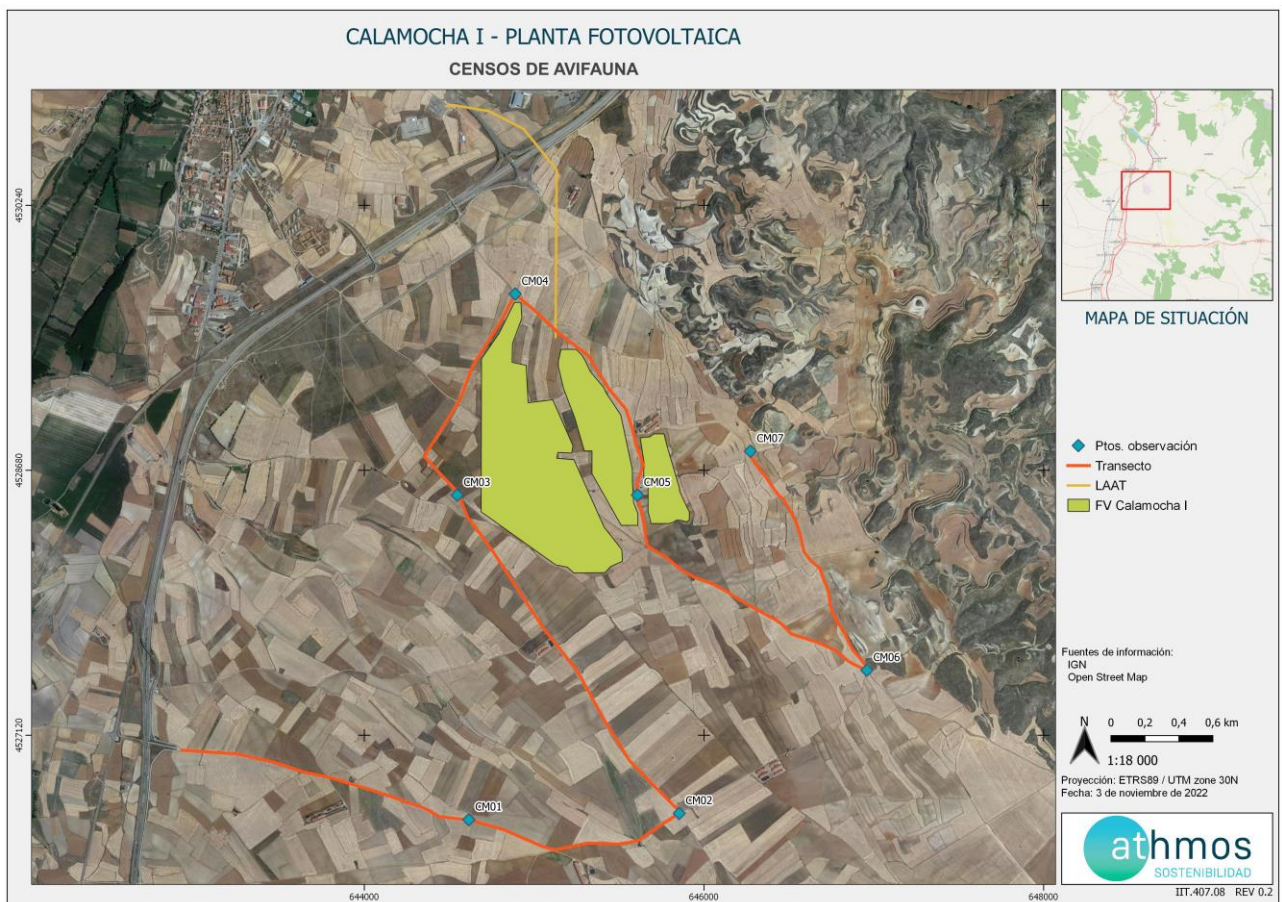 CALAMOCHA I - PLANTA FOTOVOLTAICA
CENSOS DE AVIFAUNA
4530240
4528680
4527120
644000
646000
648000
CM04
CM07
CM03
CM05
CM06
CM01
CM02
MAPA DE SITUACIÓN
Ptos. observación
Transecto
LAAT
FV Calamocha I
Fuentes de información:
IGN
Open Street Map
N
0 0,2 0,4 0,6 km
1:18 000
Proyección: ETRS89 / UTM zone 30N
Fecha: 3 de noviembre de 2022
athmos
SOSTENIBILIDAD
IIT.407.08 REV 0.2